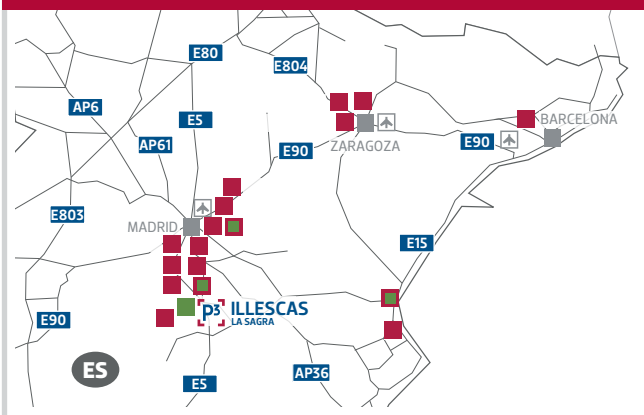 E80
E804
AP6
E5
AP61
E90
ZARAGOZA
E90
BARCELONA
E803
MADRID
E15
P3 ILLESCAS
LA SAGRA
E90
ES
E5
AP36